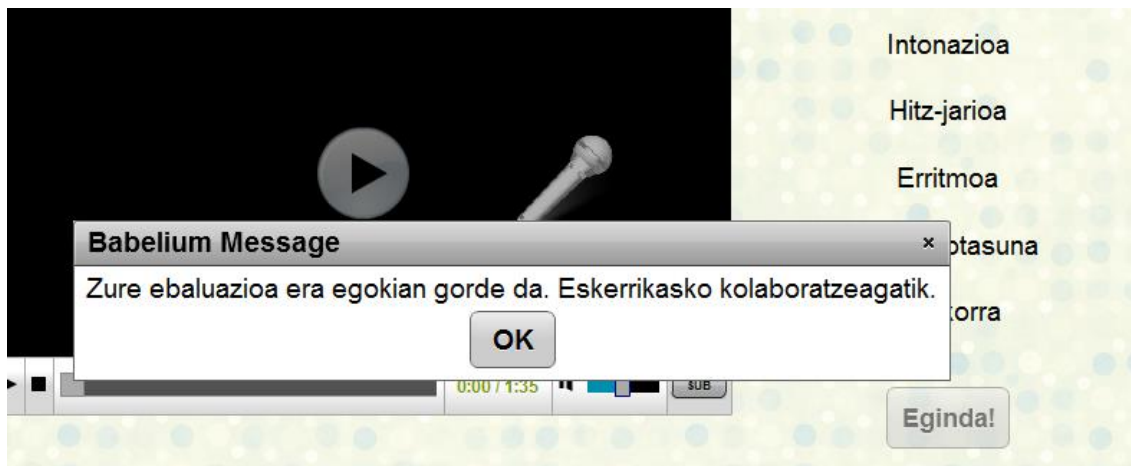 Intonazioa
Hitz-jarioa
Erritmoa
Babelium Message
Zure ebaluazioa era egokian gorde da. Eskerrikasko kolaboratzeagatik.
OK
0:00 / 1:35
SUB
Eginda!